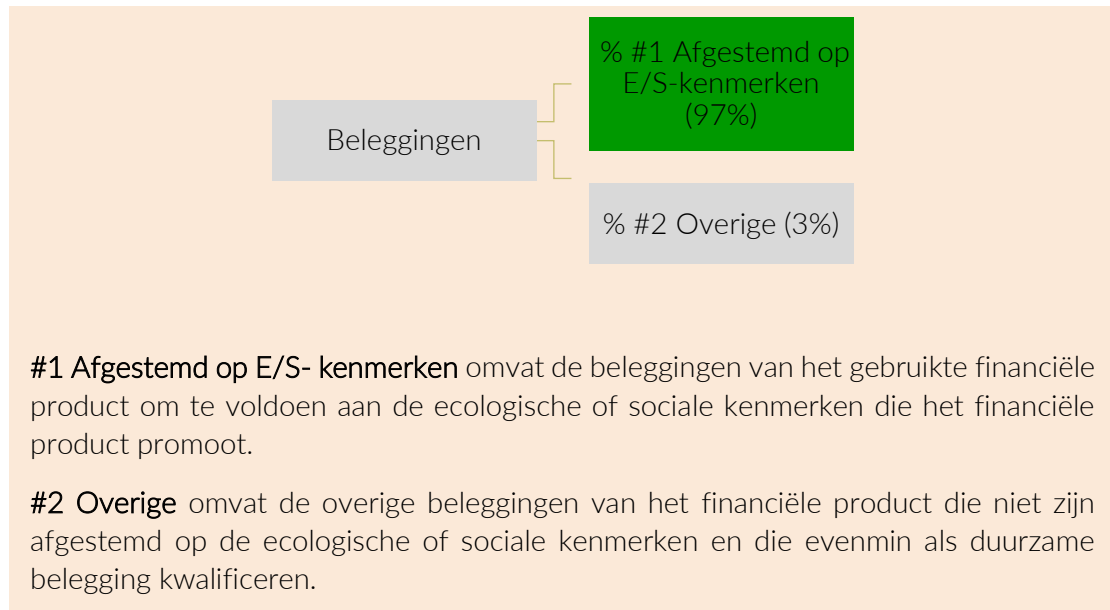 % #1 Afgestemd op
E/S-kenmerken
(97%)
Beleggingen
% #2 Overige (3%)
#1 Afgestemd op E/S- kenmerken omvat de beleggingen van het gebruikte financiële
product om te voldoen aan de ecologische of sociale kenmerken die het financiële
product promoot.
#2 Overige omvat de overige beleggingen van het financiële product die niet zijn
afgestemd op de ecologische of sociale kenmerken en die evenmin als duurzame
belegging kwalificeren.